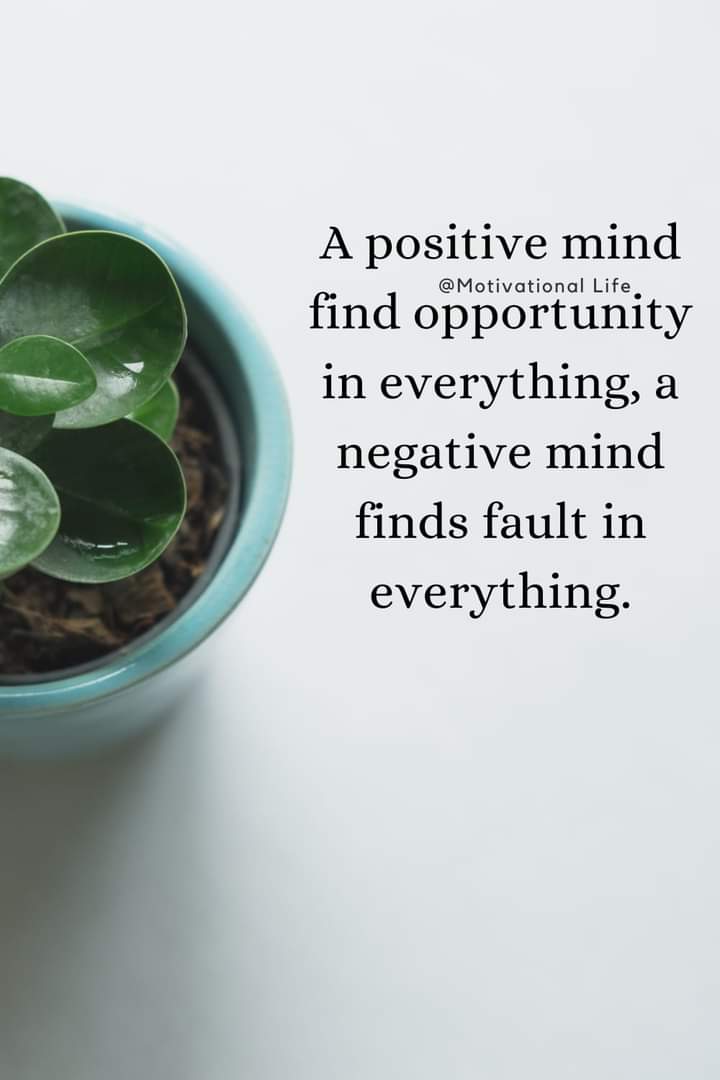 A positive mind
@Motivational Life
find opportunity
in everything, a
negative mind
finds fault in
everything.